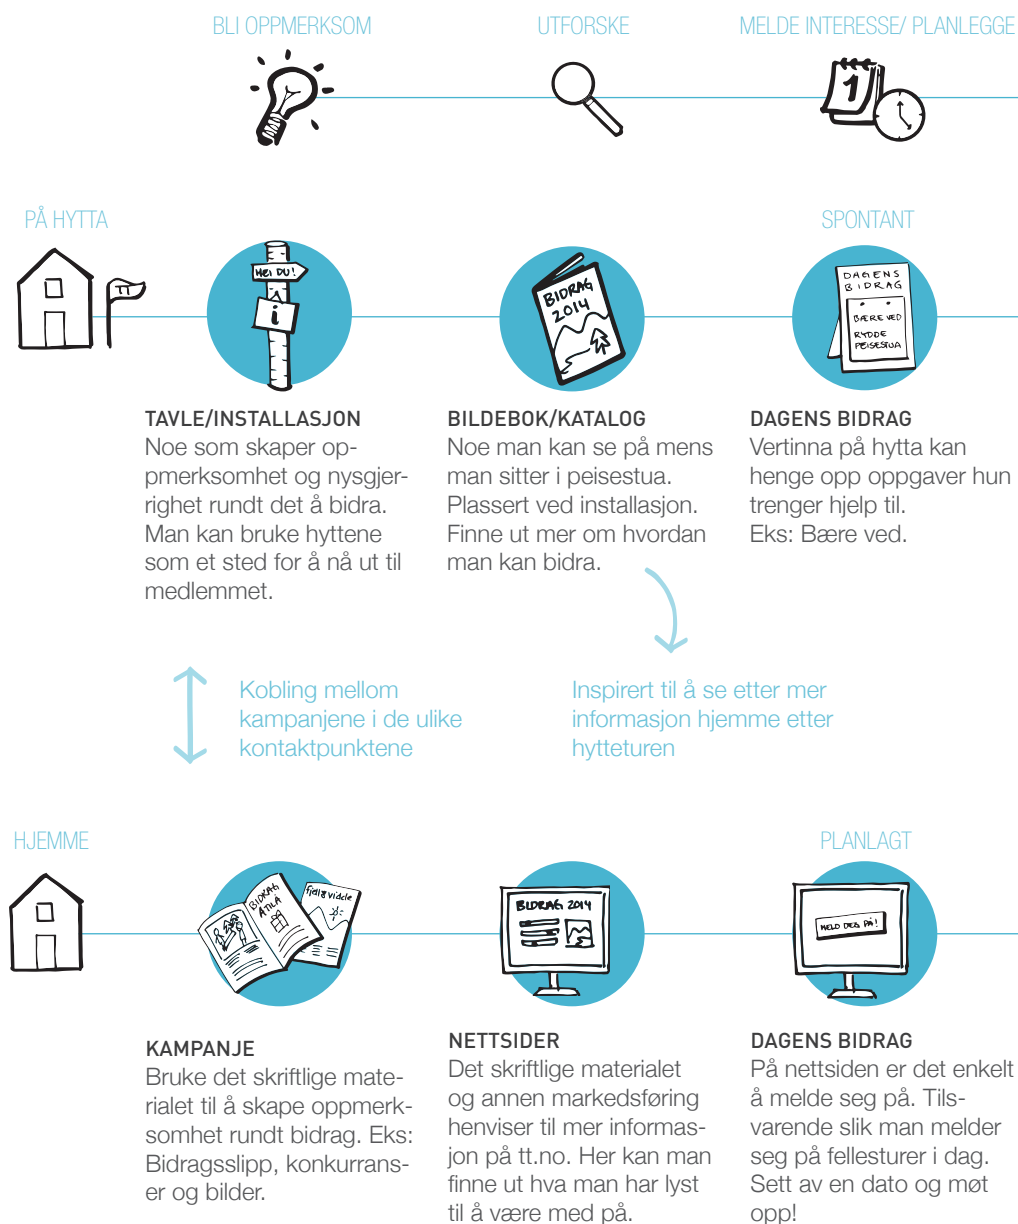 BLI OPPMERKSOM
UTFORSKE
MELDE INTERESSE/ PLANLEGGE
1
PÅ HYTTA
SPONTANT
TT
HEI DU!
i
BIDRAG
2014
DAGENS
BIDRAG
BÆRE VED
RYDDE
PEISESTUA
TAVLE/INSTALLASJON
Noe som skaper op-
pmerksomhet og nysgjer-
righet rundt det å bidra.
Man kan bruke hyttene
som et sted for å nå ut til
medlemmet.
BILDEBOK/KATALOG
Noe man kan se på mens
man sitter i peisestua.
Plassert ved installasjon.
Finne ut mer om hvordan
man kan bidra.
DAGENS BIDRAG
Vertinna på hytta kan
henge opp oppgaver hun
trenger hjelp til.
Eks: Bære ved.
Kobling mellom
kampanjene i de ulike
kontaktpunktene
Inspirert til å se etter mer
informasjon hjemme etter
hytteturen
HJEMME
PLANLAGT
BIDRAG
fjell & vidde
BIDRAG 2014
MELD DEG PÅ!
KAMPANJE
Bruke det skriftlige mate-
rialet til å skape oppmerk-
somhet rundt bidrag. Eks:
Bidragsslipp, konkurrans-
er og bilder.
NETTSIDER
Det skriftlige materialet
og annen markedsføring
henviser til mer informas-
jon på tt.no. Her kan man
finne ut hva man har lyst
til å være med på.
DAGENS BIDRAG
På nettsiden er det enkelt
å melde seg på. Tils-
varende slik man melder
seg på fellesturer i dag.
Sett av en dato og møt
opp!